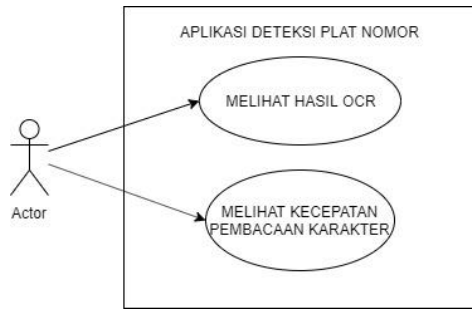 APLIKASI DETEKSI PLAT NOMOR
MELIHAT HASIL OCR
Actor
MELIHAT KECEPATAN
PEMBACAAN KARAKTER